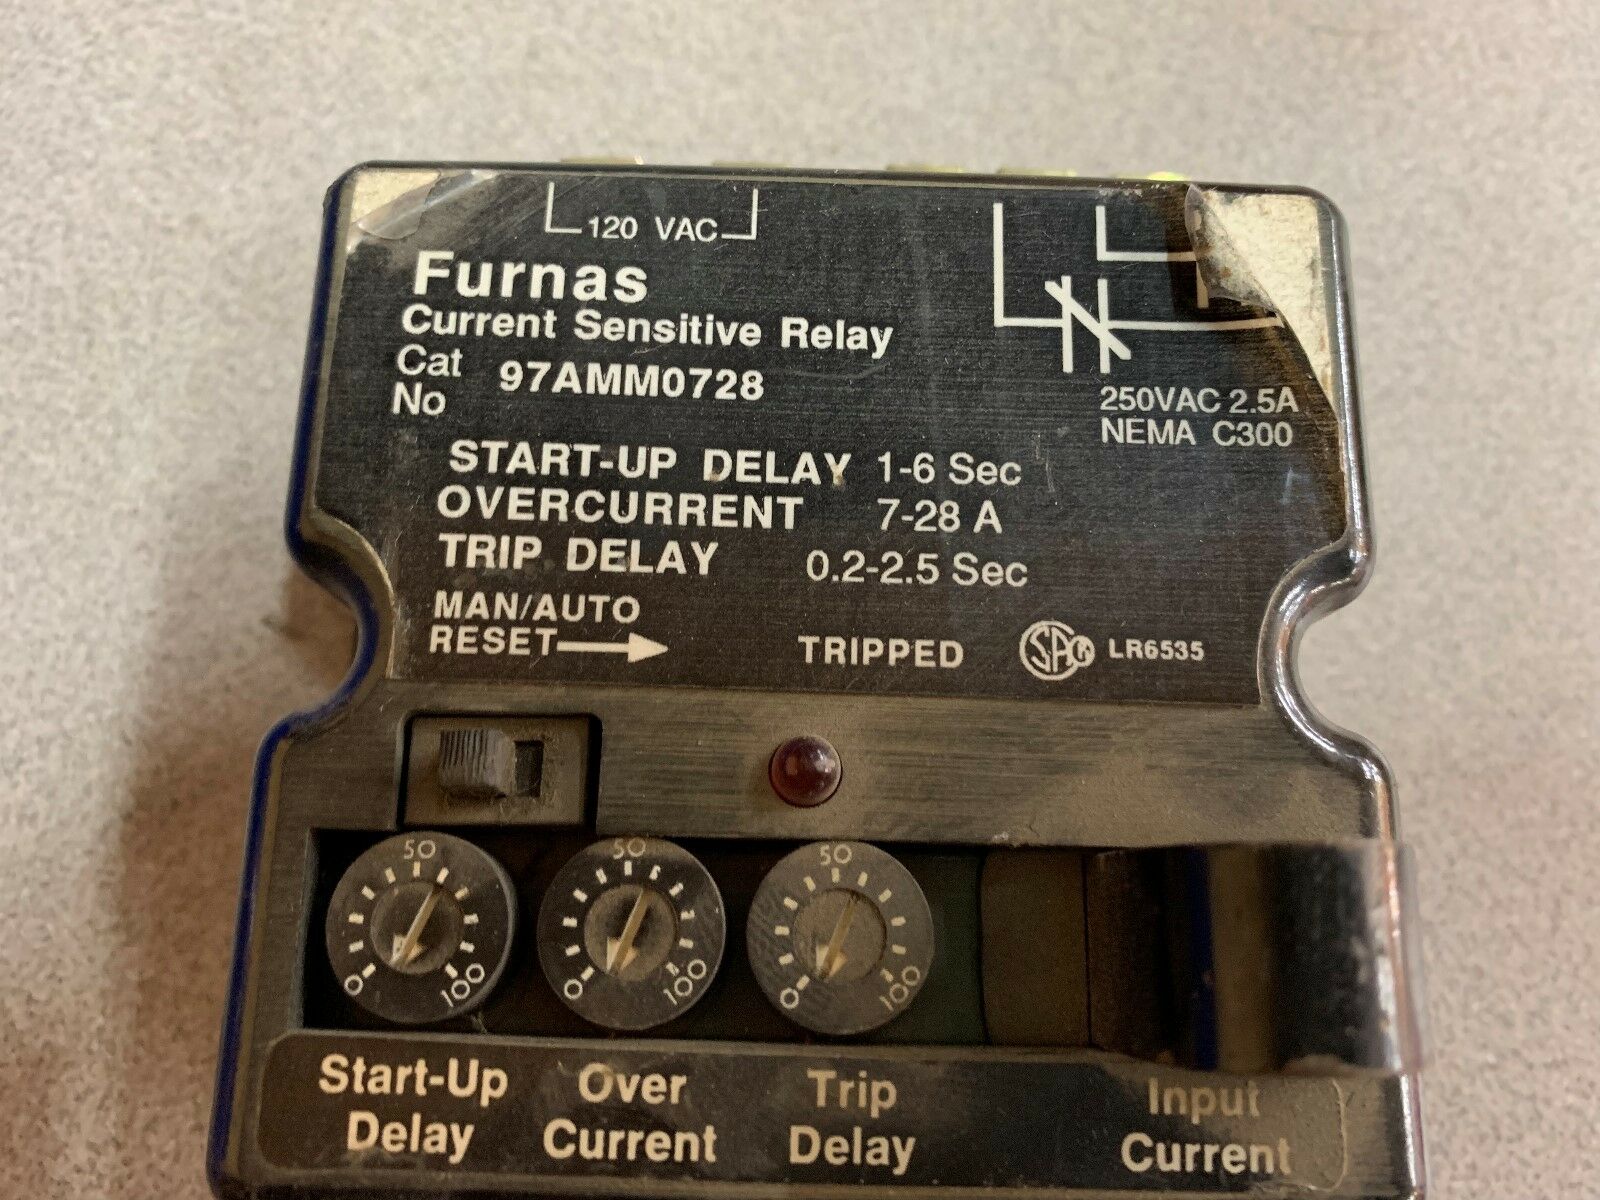 120 VAC
Furnas
Current Sensitive Relay
Cat
No 97AMM0728
250VAC 2.5A
NEMA C300
START-UP DELAY 1-6 Sec
OVERCURRENT 7-28 A
TRIP DELAY 0.2-2.5 Sec
MAN/AUTO
RESET
TRIPPED
SA® LR6535
50 50 50
0 100 0 100 0 100
Start-Up Delay
Over Current
Trip Delay
Input Current